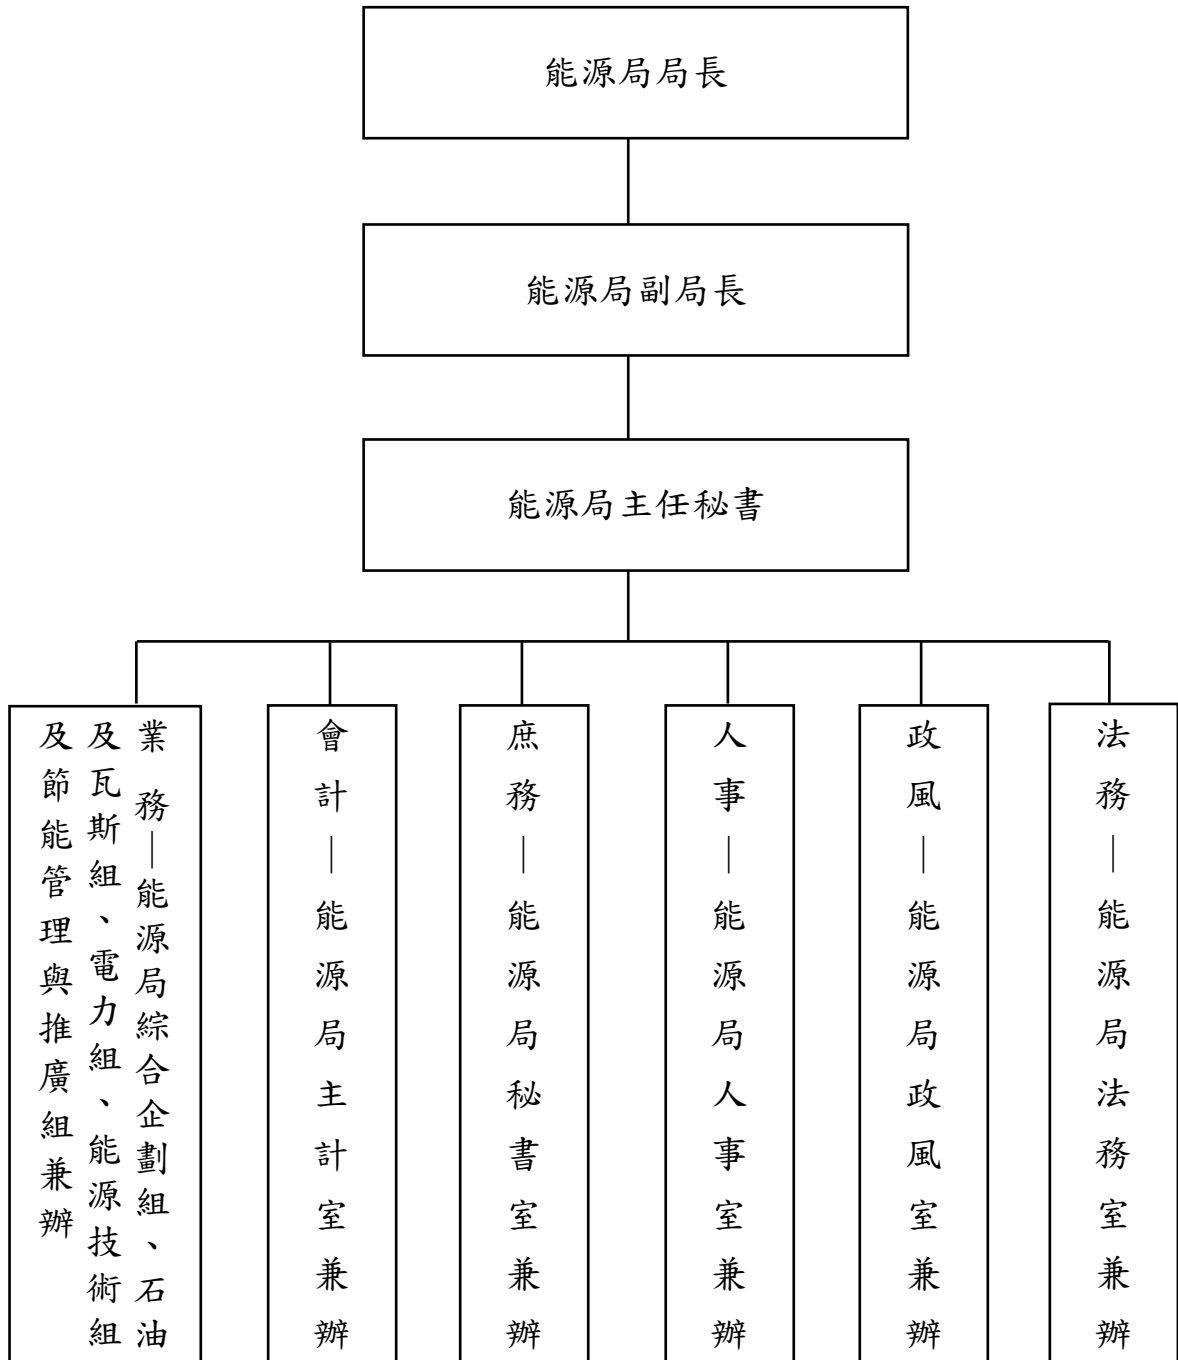 能源局局長
能源局副局長
能源局主任秘書
業務—能源局綜合企劃組、石油
及瓦斯組、電力組、能源技術組
及節能管理與推廣組兼辦
會計—能源局主計室兼辦
庶務—能源局秘書室兼辦
人事—能源局人事室兼辦
政風—能源局政風室兼辦
法務—能源局法務室兼辦